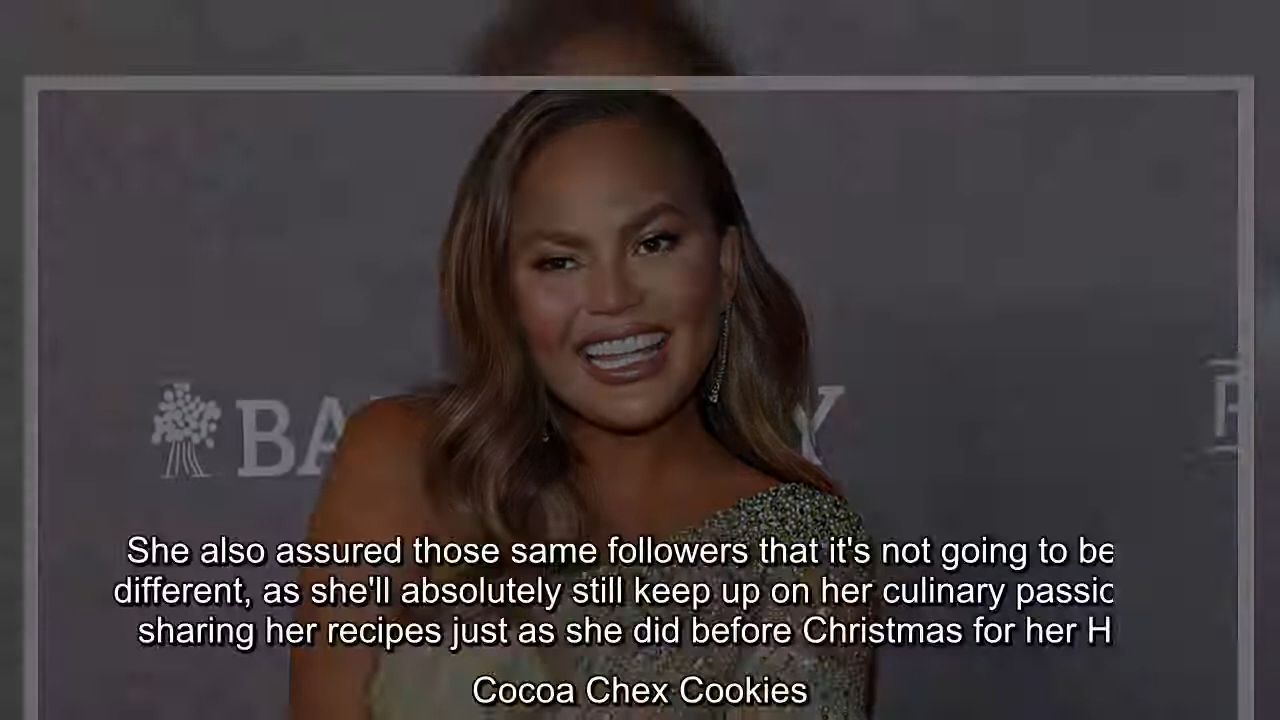 BA Y
She also assured those same followers that it's not going to be
different, as she'll absolutely still keep up on her culinary
sharing her recipes just as she did before Christmas for her H
Cocoa Chex Cookies